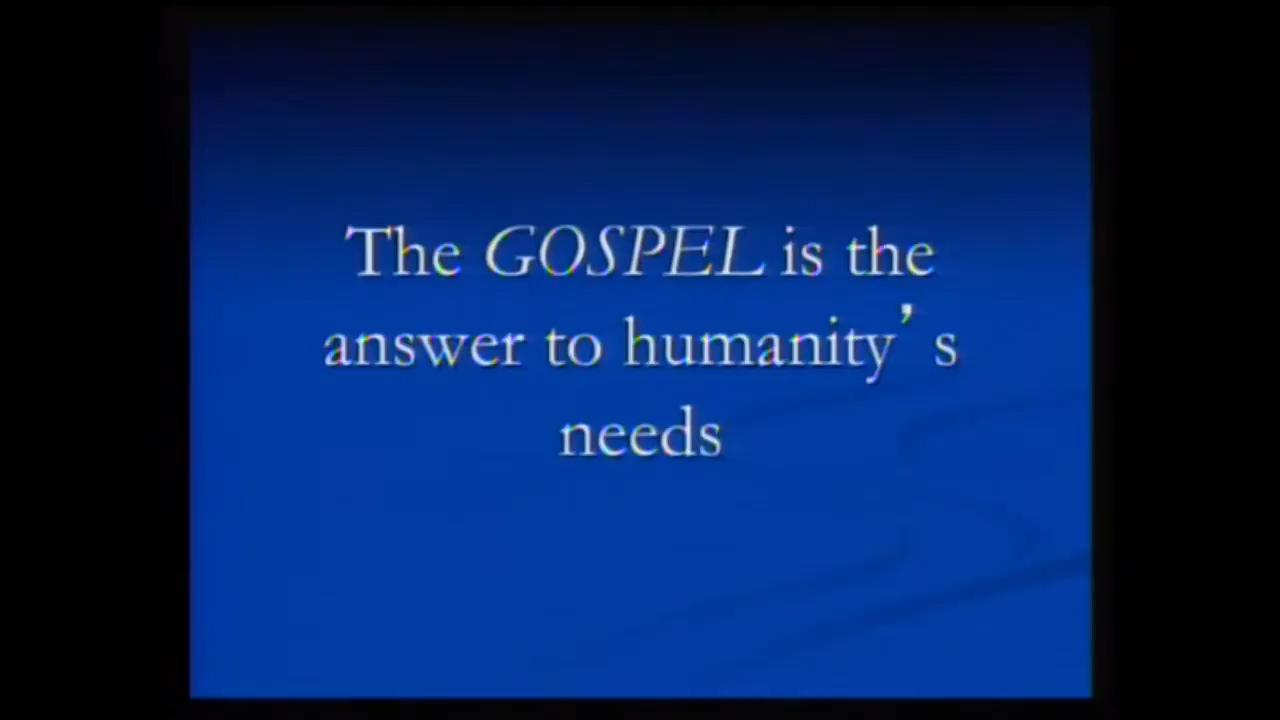 The GOSPEL is the
answer to humanity’s
needs